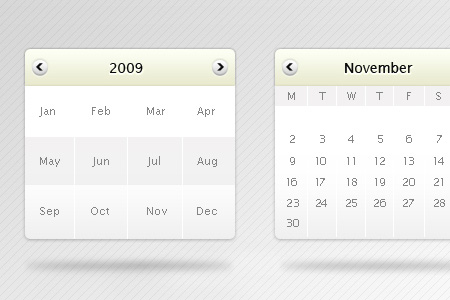 2009
Jan Feb Mar Apr
May Jun Jul Aug
Sep Oct Nov Dec
November
M T W T F S
2 3 4 5 6 7
9 10 11 12 13 14
16 17 18 19 20 21
23 24 25 26 27 28
30